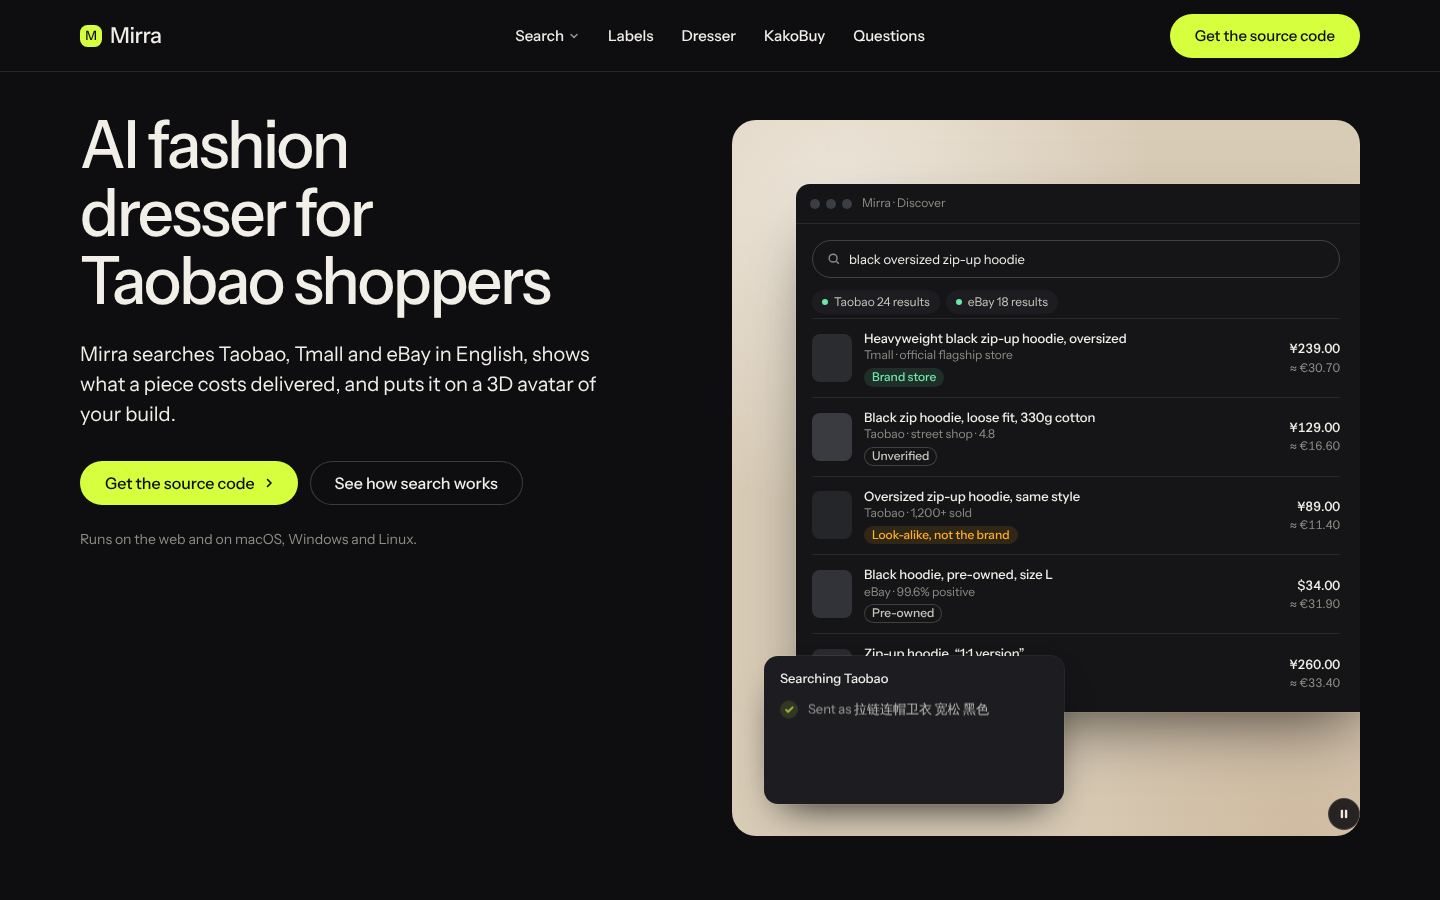 M Mirra
Search
Labels
Dresser
KakoBuy
Questions
Get the source code
AI fashion
dresser for
Taobao shoppers
Mirra searches Taobao, Tmall and eBay in English, shows
what a piece costs delivered, and puts it on a 3D avatar of
your build.
Get the source code
See how search works
Runs on the web and on macOS, Windows and Linux.
Mirra · Discover
black oversized zip-up hoodie
Taobao 24 results
eBay 18 results
Heavyweight black zip-up hoodie, oversized
Tmall · official flagship store
Brand store
¥239.00
≈ €30.70
Black zip hoodie, loose fit, 330g cotton
Taobao · street shop · 4.8
Unverified
¥129.00
≈ €16.60
Oversized zip-up hoodie, same style
Taobao · 1,200+ sold
Look-alike, not the brand
¥89.00
≈ €11.40
Black hoodie, pre-owned, size L
eBay · 99.6% positive
Pre-owned
$34.00
≈ €31.90
Zip-up hoodie, “1:1 version”
¥260.00
≈ €33.40
Searching Taobao
Sent as 拉链连帽卫衣 宽松 黑色